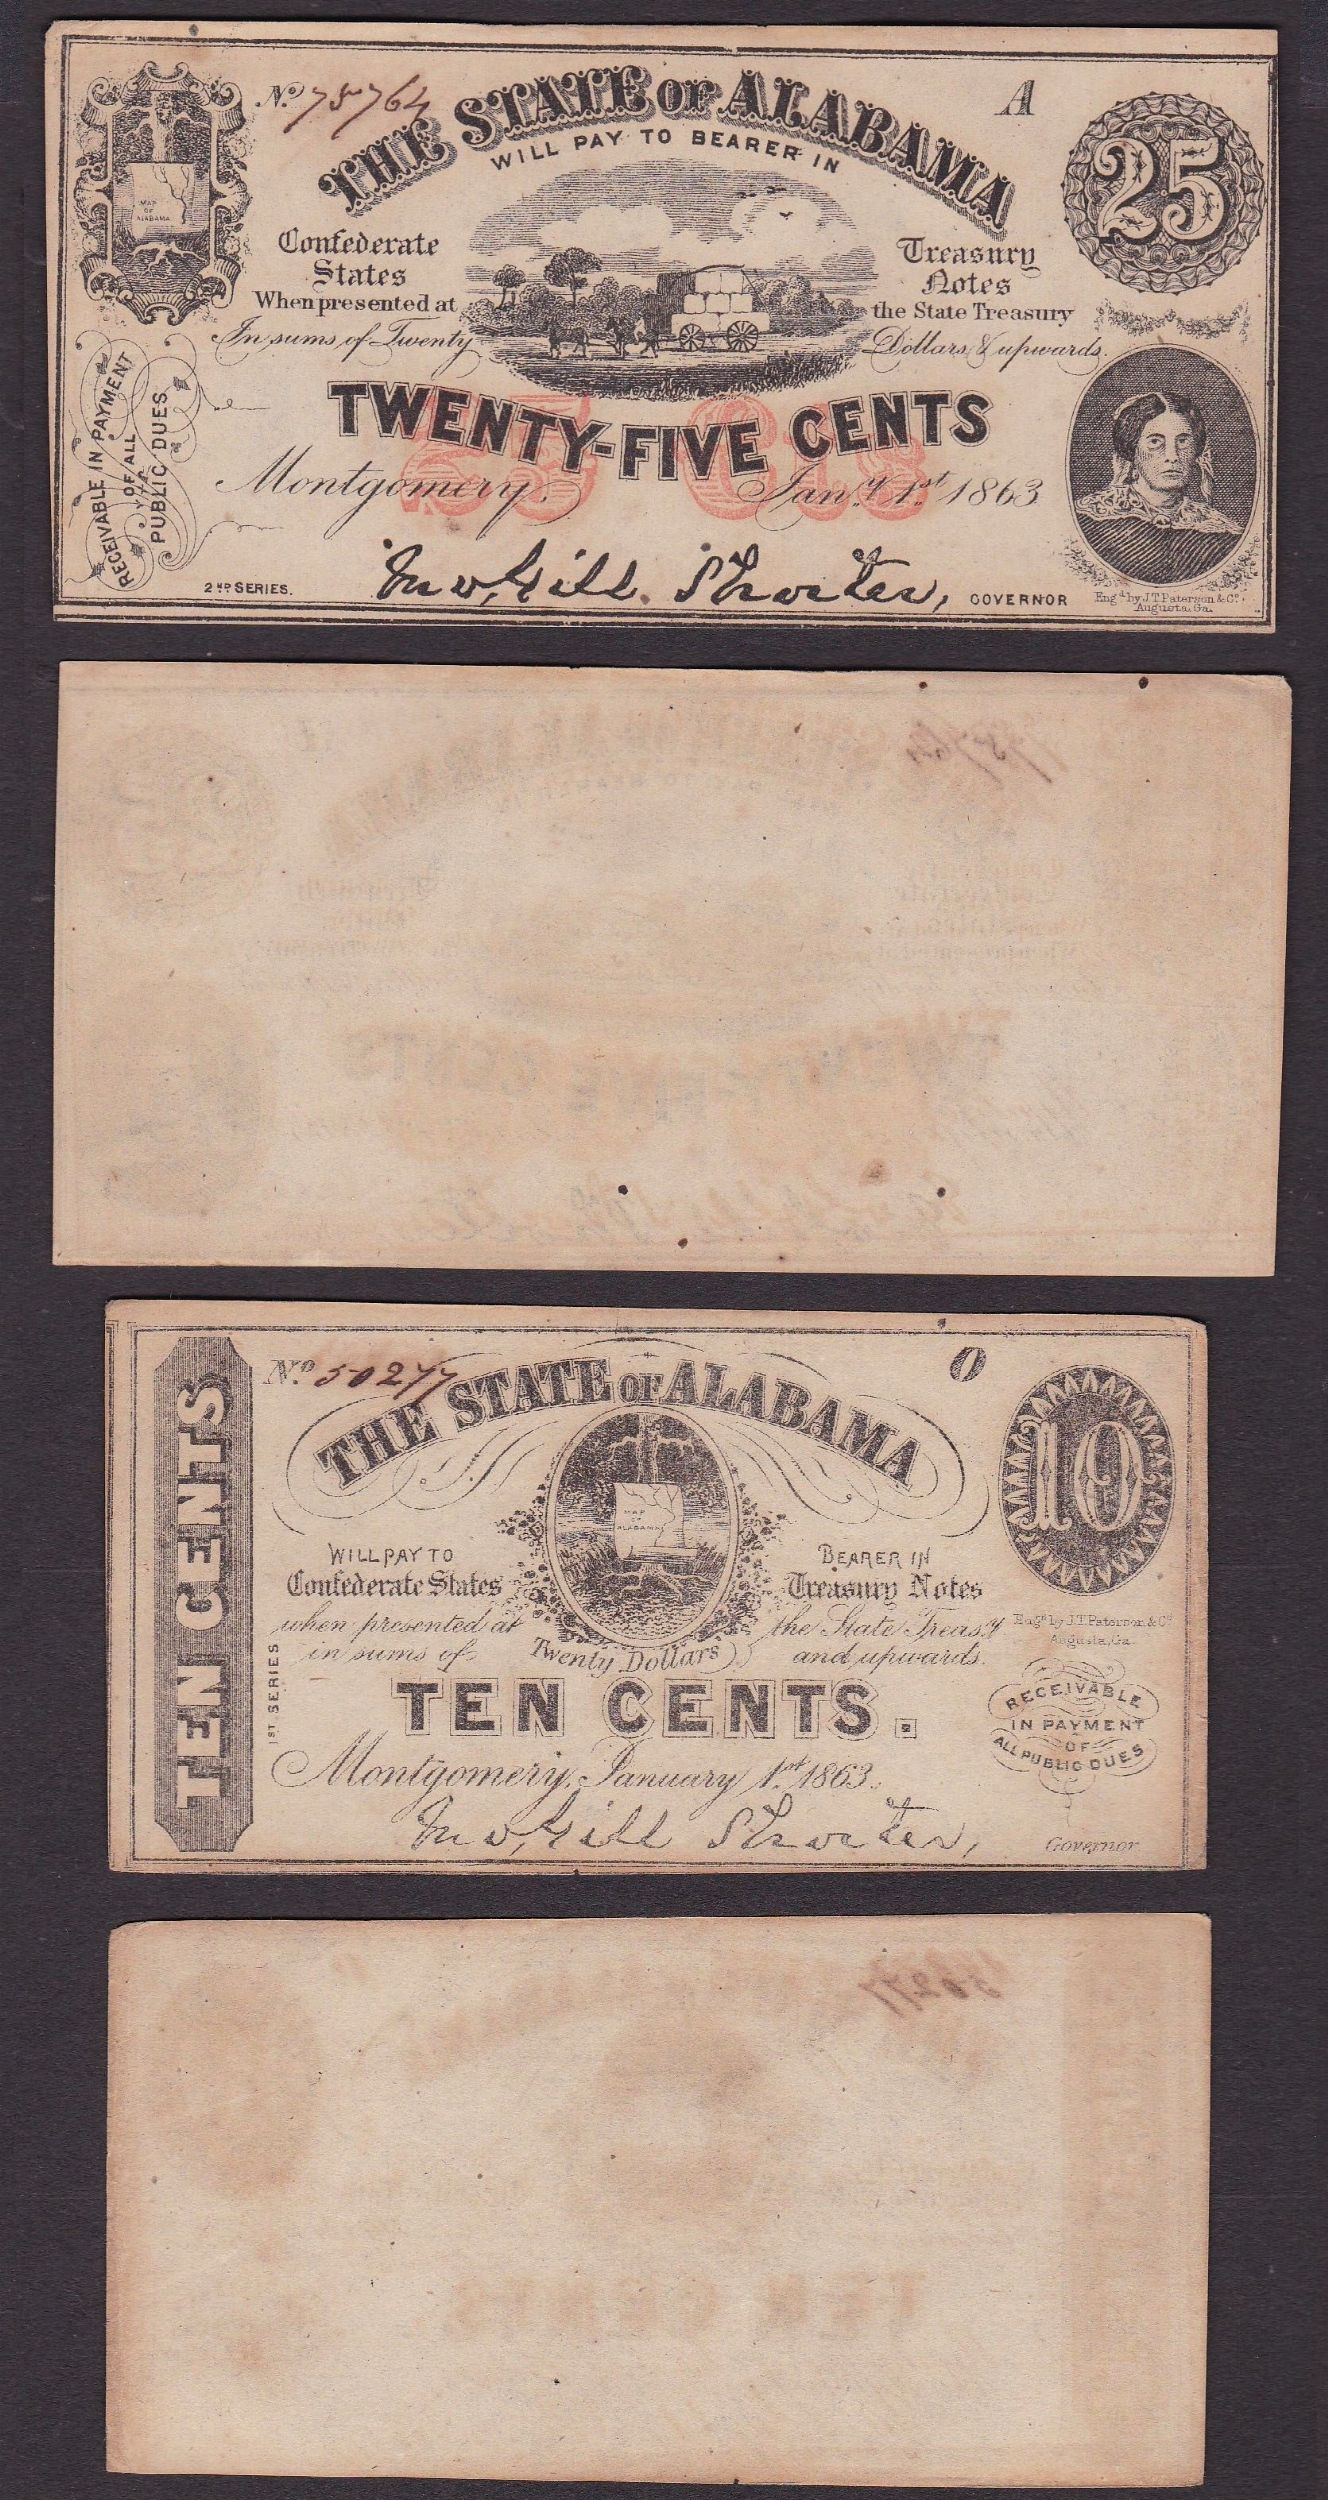 No 75764
THE STATE OF ALABAMA
A
25
WILL PAY TO BEARER IN
MAP
OF
ALABAMA
Confederate
States
When presented at
In sums of Twenty
Treasury
Notes
the State Treasury
Dollars & upwards.
TWENTY-FIVE CENTS
25 CTS
Montgomery, Jany. 1st 1863
RECEIVABLE IN PAYMENT
OF ALL
PUBLIC DUES.
2ND SERIES.
Jno. Gill Shorter, GOVERNOR
Engd. by J.T. Paterson & Co.
Augusta, Ga.
TEN CENTS
No 50277
THE STATE OF ALABAMA
O
10
MAP
OF
ALABAMA
WILL PAY TO
Confederate States
when presented at
in sums of
Twenty Dollars
BEARER IN
Treasury Notes
the State Treasy
and upwards.
Engd. by J.T. Paterson & Co
Augusta, Ga.
1ST SERIES
TEN CENTS.
Montgomery, January 1st 1863.
RECEIVABLE
IN PAYMENT
OF
ALL PUBLIC DUES
Jno. Gill Shorter,
Governor